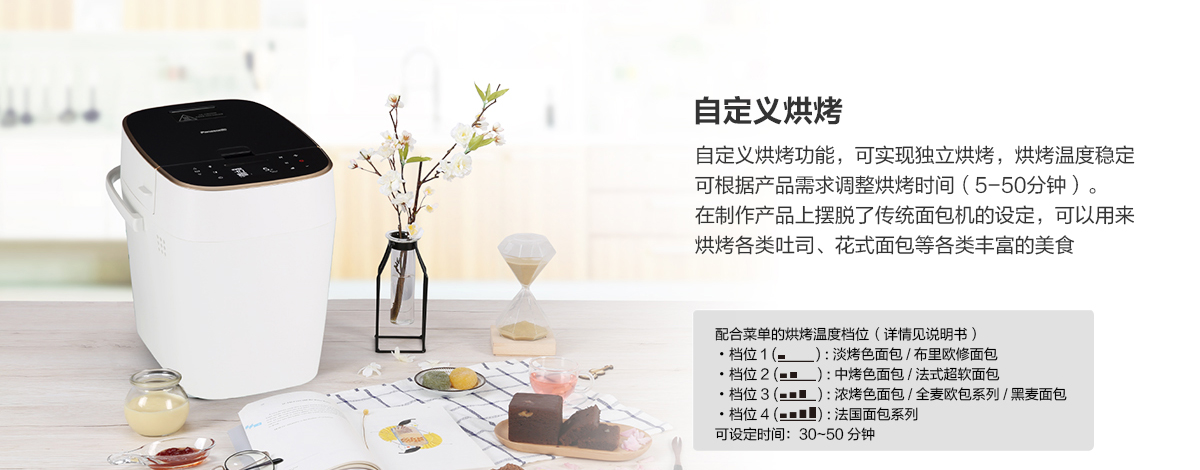 Panasonic
自定义烘烤
自定义烘烤功能，可实现独立烘烤，烘烤温度稳定
可根据产品需求调整烘烤时间（5-50分钟）。
在制作产品上摆脱了传统面包机的设定，可以用来
烘烤各类吐司、花式面包等各类丰富的美食
配合菜单的烘烤温度档位（详情见说明书）
・档位1( ):淡烤色面包/布里欧修面包
・档位2( ):中烤色面包/法式超软面包
・档位3( ):浓烤色面包/全麦欧包系列/黑麦面包
・档位4( ):法国面包系列
可设定时间：30~50 分钟